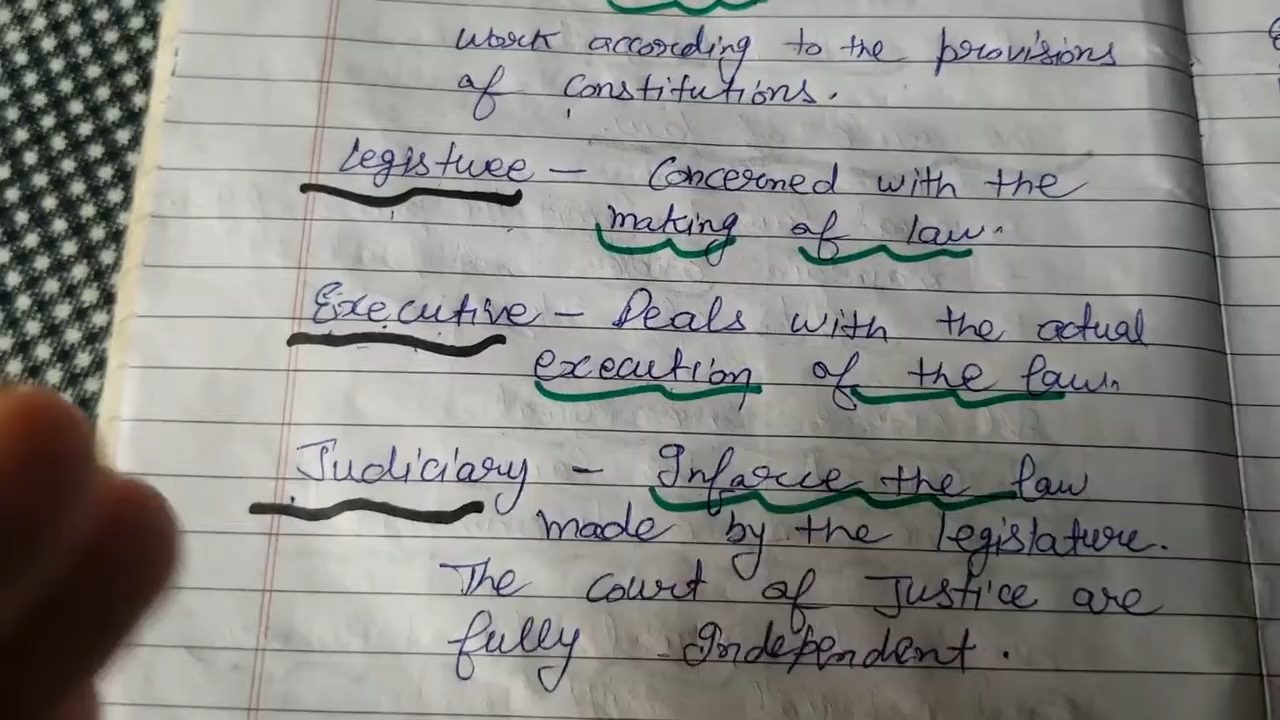 work according to the provisions
of Constitutions.
Legisture — Concerned with the
making of law.
Executive — Deals with the actual
execution of the law.
Judiciary — Inforce the law
made by the legislature.
The Court of Justice are
fully Independent.